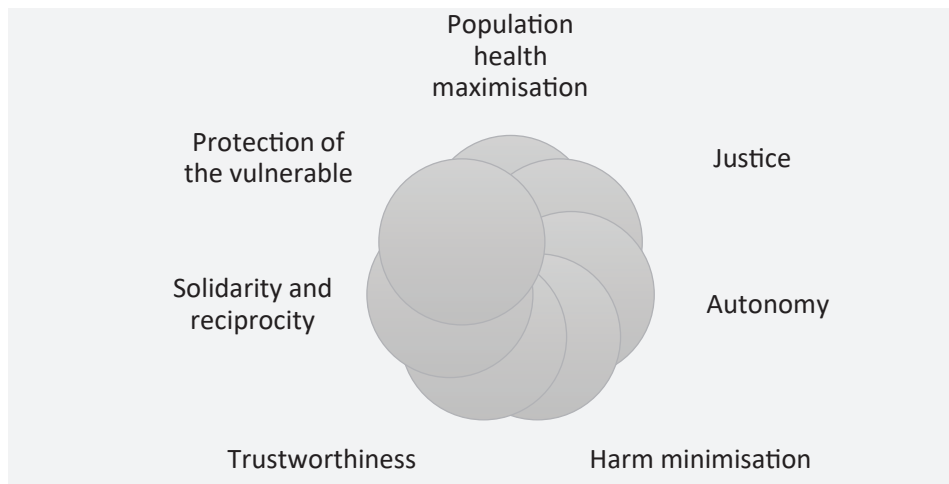 Population
health
maximisation
Protection of
the vulnerable
Justice
Solidarity and
reciprocity
Autonomy
Trustworthiness
Harm minimisation